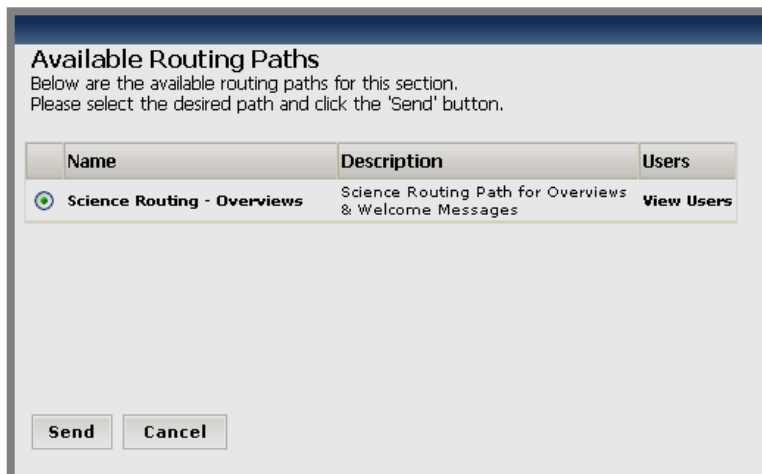 Available Routing Paths
Below are the available routing paths for this section.
Please select the desired path and click the 'Send' button.
Name Description Users
Science Routing - Overviews Science Routing Path for Overviews & Welcome Messages View Users
Send Cancel